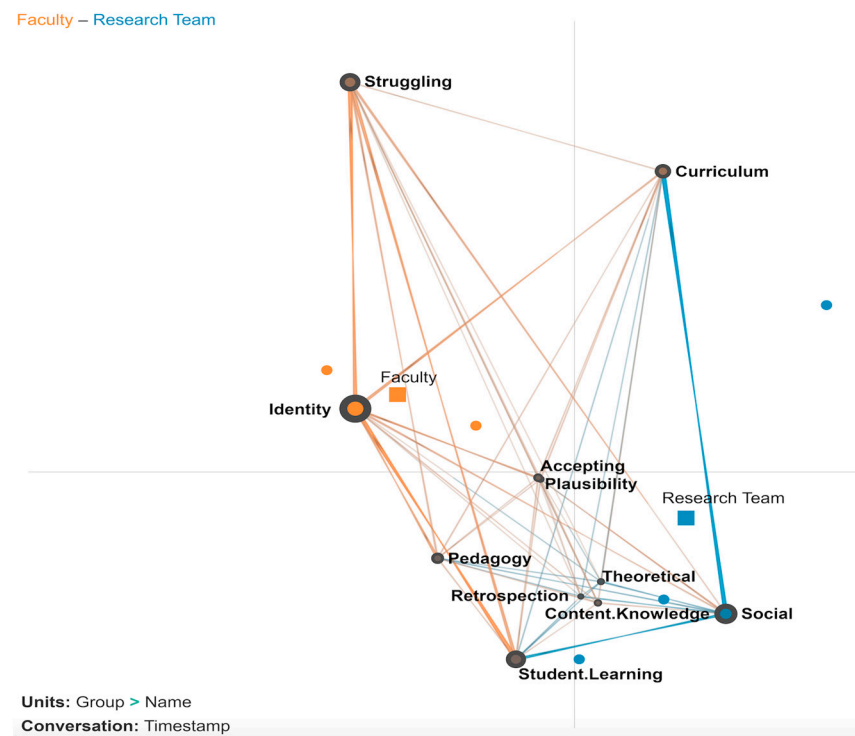 Faculty – Research Team
Struggling
Curriculum
Faculty
Identity
Accepting
Plausibility
Research Team
Pedagogy
Theoretical
Retrospection
Content.Knowledge
Social
Student.Learning
Units: Group > Name
Conversation: Timestamp